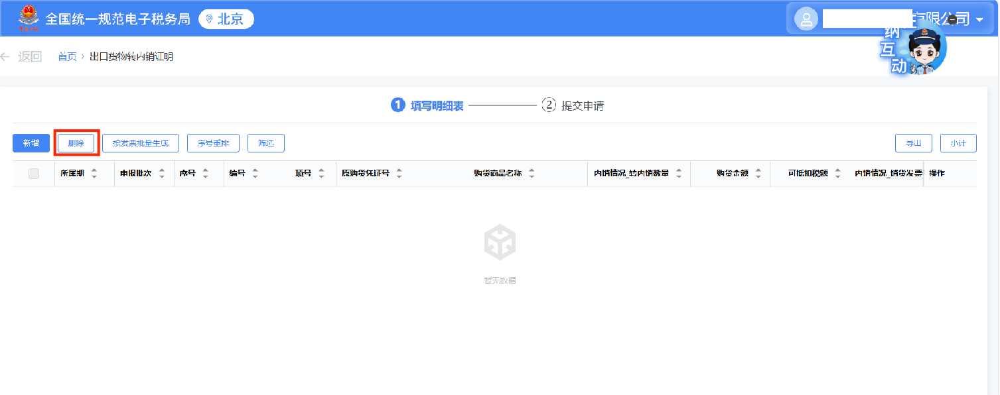 全国统一规范电子税务局 北京
有限公司
征纳互动
返回 首页 > 出口货物转内销证明
1 填写明细表 2 提交申请
新增 删除 按发票批量生成 序号重排 筛选 导出 小计
所属期 申报批次 序号 编号 项号 原购货凭证号 购货商品名称 内销情况_转内销数量 购货金额 可抵扣税额 内销情况_销货发票 操作
暂无数据